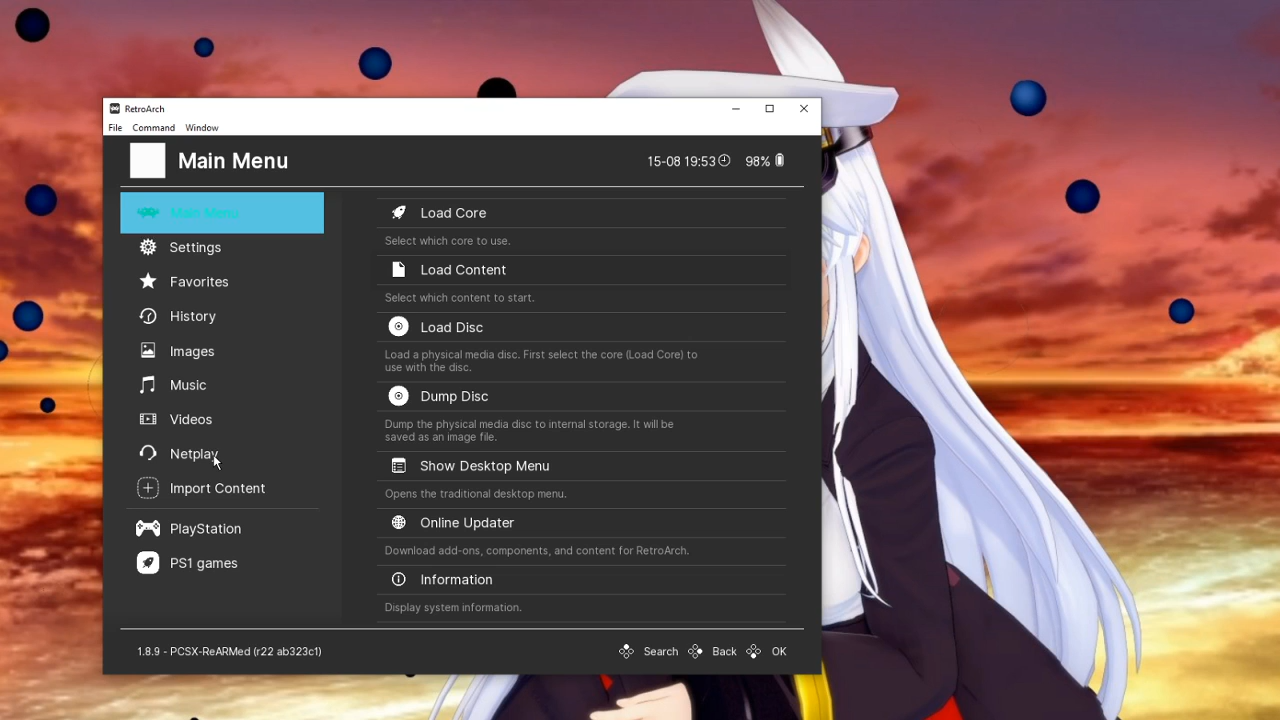 RetroArch
File Command Window
Main Menu
15-08 19:53 98%
Main Menu
Settings
Favorites
History
Images
Music
Videos
Netplay
Import Content
PlayStation
PS1 games
Load Core
Select which core to use.
Load Content
Select which content to start.
Load Disc
Load a physical media disc. First select the core (Load Core) to
use with the disc.
Dump Disc
Dump the physical media disc to internal storage. It will be
saved as an image file.
Show Desktop Menu
Opens the traditional desktop menu.
Online Updater
Download add-ons, components, and content for RetroArch.
Information
Display system information.
1.8.9 - PCSX-ReARMed (r22 ab323c1)
Search Back OK